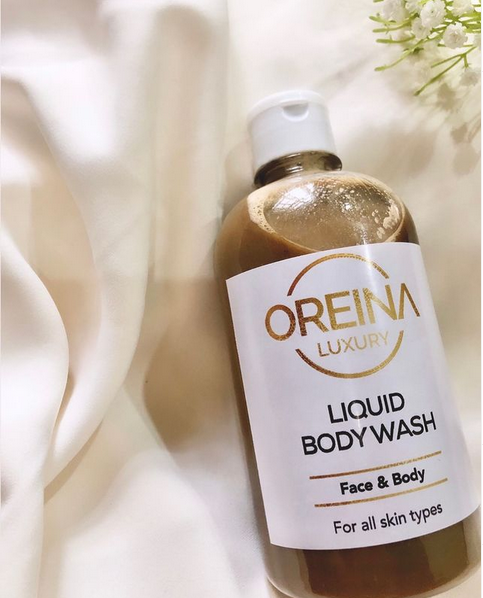 OREINA
LUXURY
LIQUID
BODY WASH
Face & Body
For all skin types